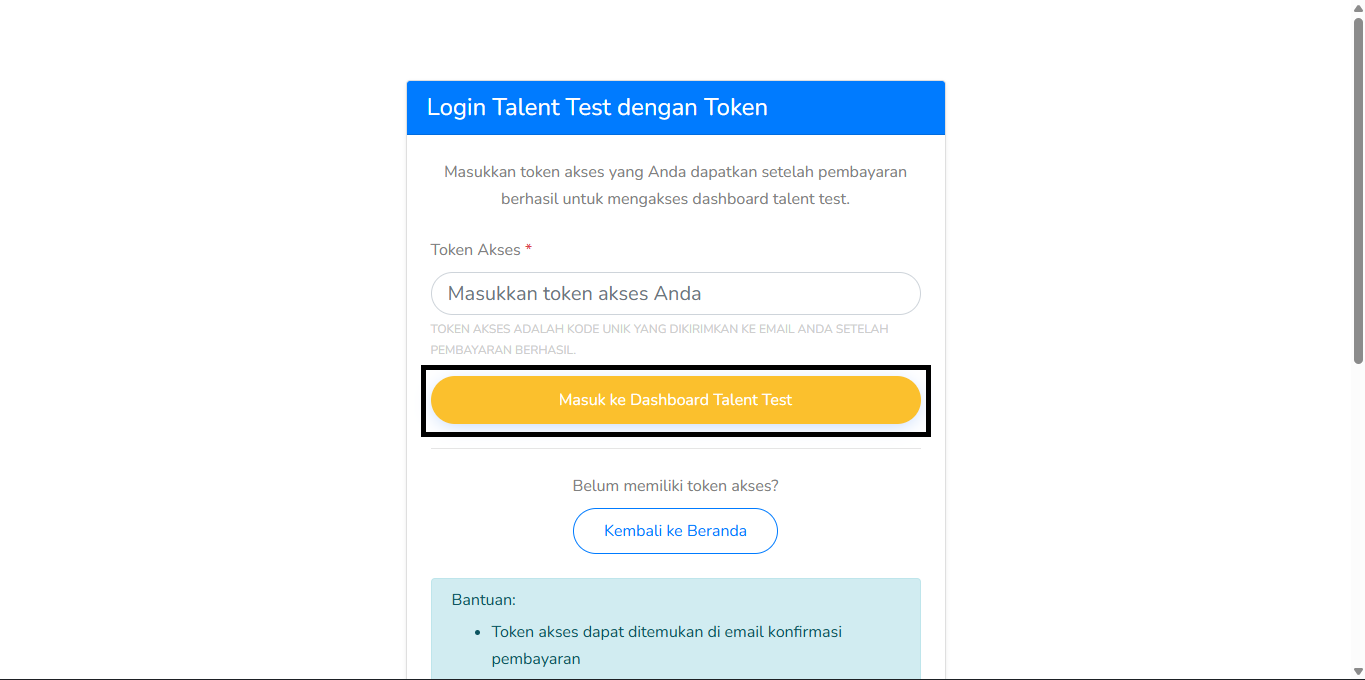 Login Talent Test dengan Token
Masukkan token akses yang Anda dapatkan setelah pembayaran
berhasil untuk mengakses dashboard talent test.
Token Akses *
Masukkan token akses Anda
TOKEN AKSES ADALAH KODE UNIK YANG DIKIRIMKAN KE EMAIL ANDA SETELAH
PEMBAYARAN BERHASIL.
Masuk ke Dashboard Talent Test
Belum memiliki token akses?
Kembali ke Beranda
Bantuan:
• Token akses dapat ditemukan di email konfirmasi
pembayaran